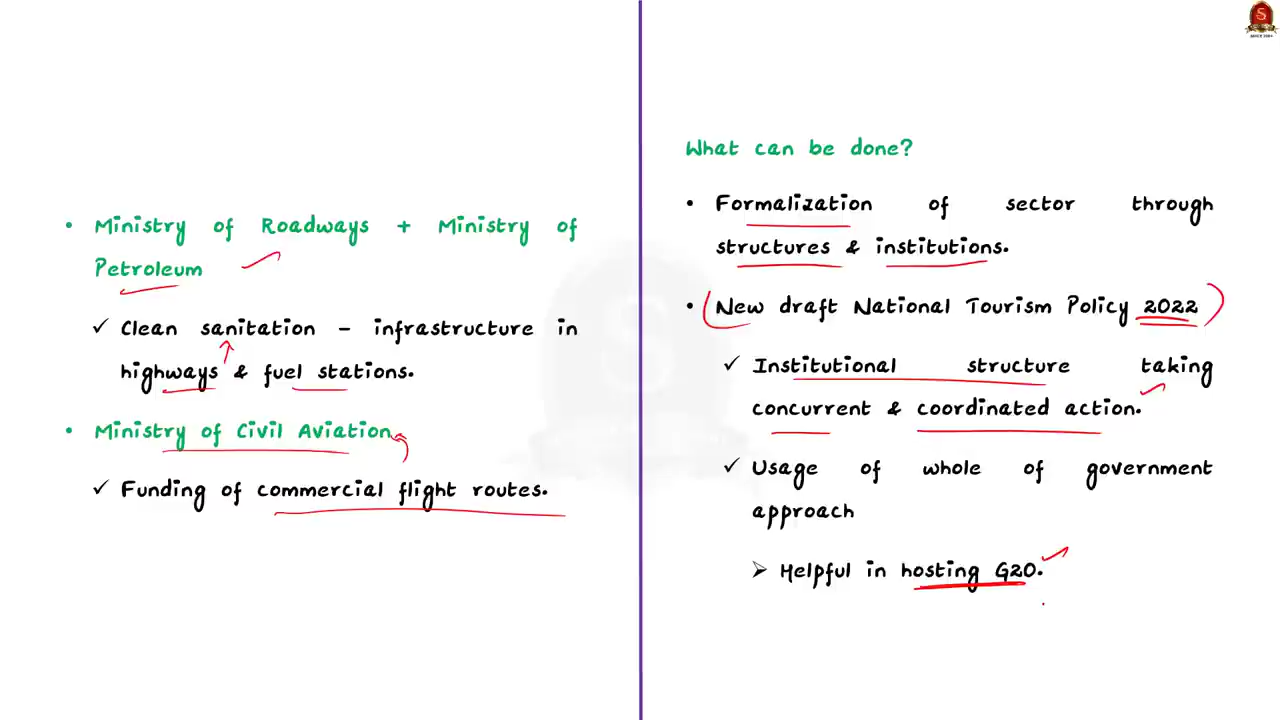 • Ministry of Roadways + Ministry of
Petroleum
✓ Clean sanitation – infrastructure in
highways & fuel stations.
• Ministry of Civil Aviation
✓ Funding of commercial flight routes.
What can be done?
• Formalization of sector through
structures & institutions.
• New draft National Tourism Policy 2022
✓ Institutional structure taking
concurrent & coordinated action.
✓ Usage of whole of government
approach
➢ Helpful in hosting G20.